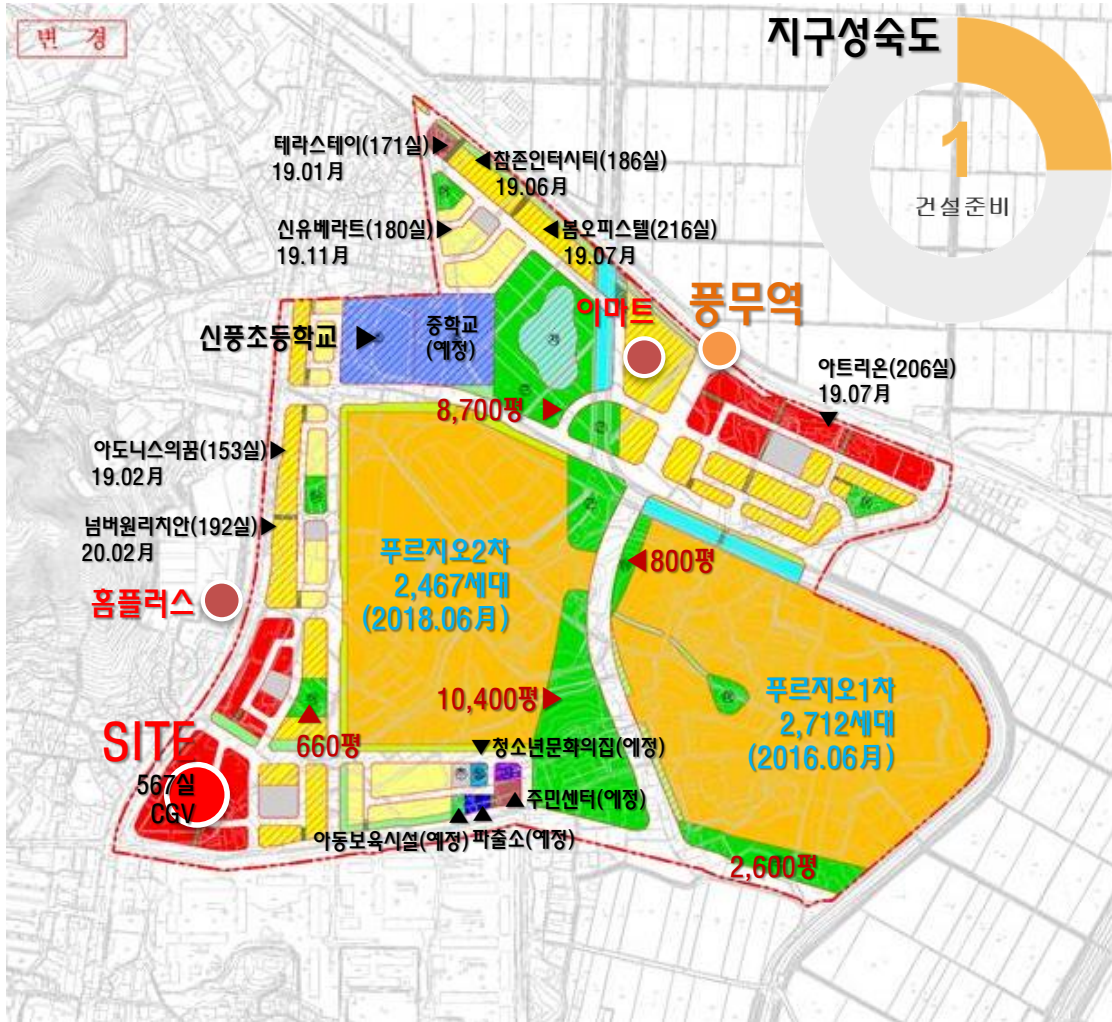 변 경
지구성숙도
1
건설준비
테라스테이(171실)▶
19.01月
◀참존인터시티(186실)
19.06月
신유베라트(180실)▶
19.11月
◀봄오피스텔(216실)
19.07月
이마트
풍무역
신풍초등학교 ▶
중학교
(예정)
아트리온(206실)
19.07月
▼
8,700평 ▶
아도니스의꿈(153실)▶
19.02月
넘버원리치안(192실)▶
20.02月
푸르지오2차
2,467세대
(2018.06月)
◀800평
홈플러스
10,400평 ▶
푸르지오1차
2,712세대
(2016.06月)
▲
660평
SITE
567실
CGV
▼청소년문화의집(예정)
▲주민센터(예정)
▲ ▲
아동보육시설(예정) 파출소(예정)
2,600평